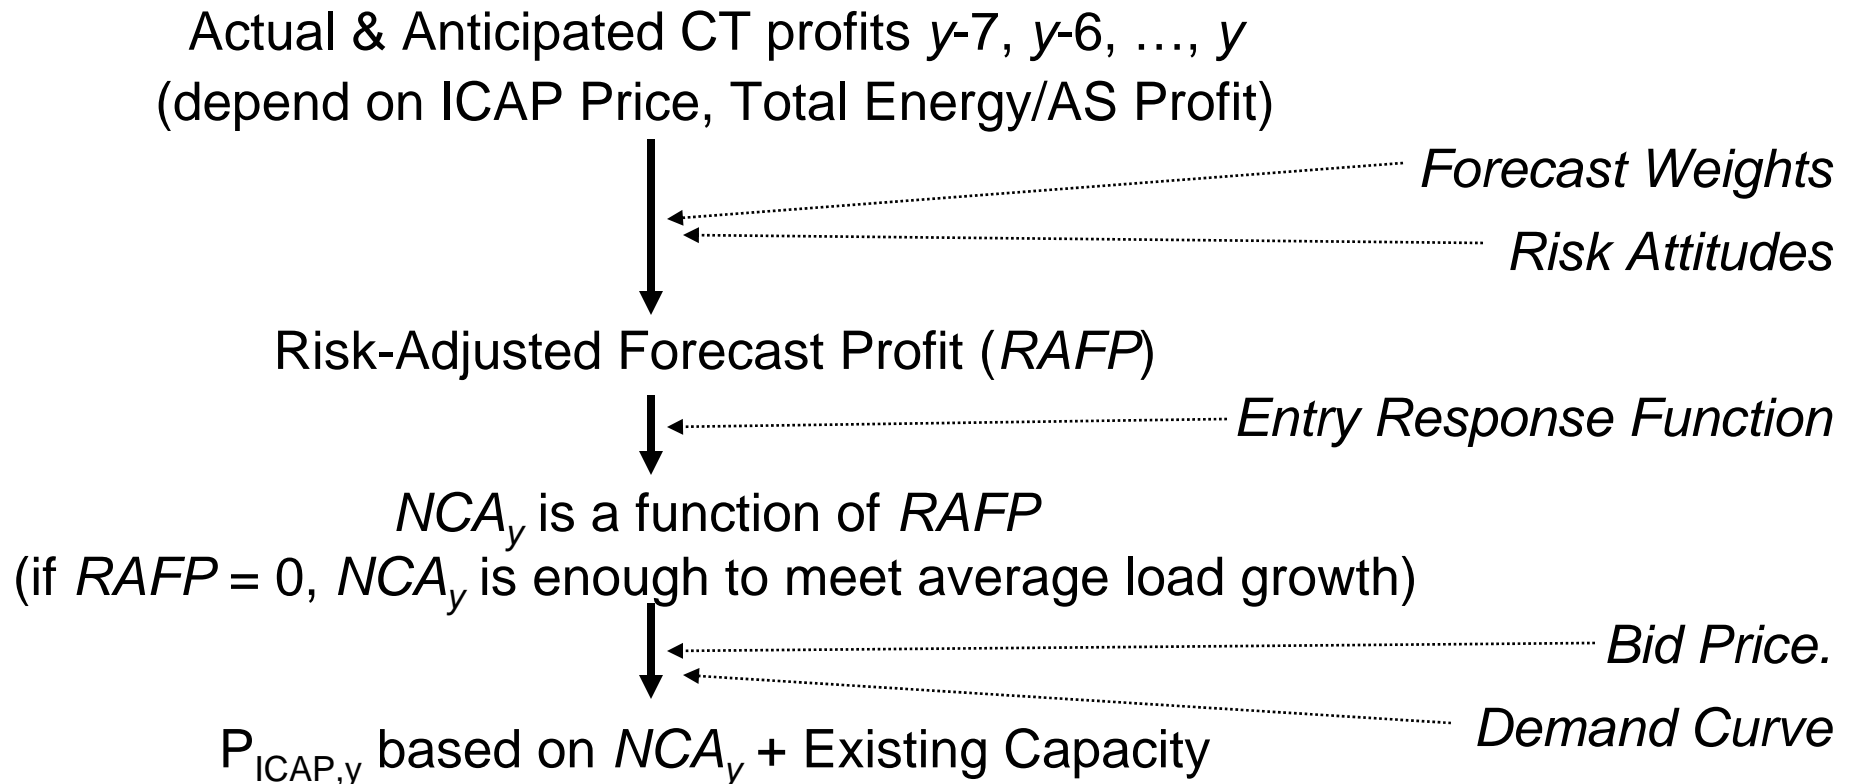 Actual & Anticipated CT profits y-7, y-6, …, y
(depend on ICAP Price, Total Energy/AS Profit)
Forecast Weights
Risk Attitudes
Risk-Adjusted Forecast Profit (RAFP)
Entry Response Function
NCAy is a function of RAFP
(if RAFP = 0, NCAy is enough to meet average load growth)
Bid Price.
Demand Curve
PICAP,y based on NCAy + Existing Capacity